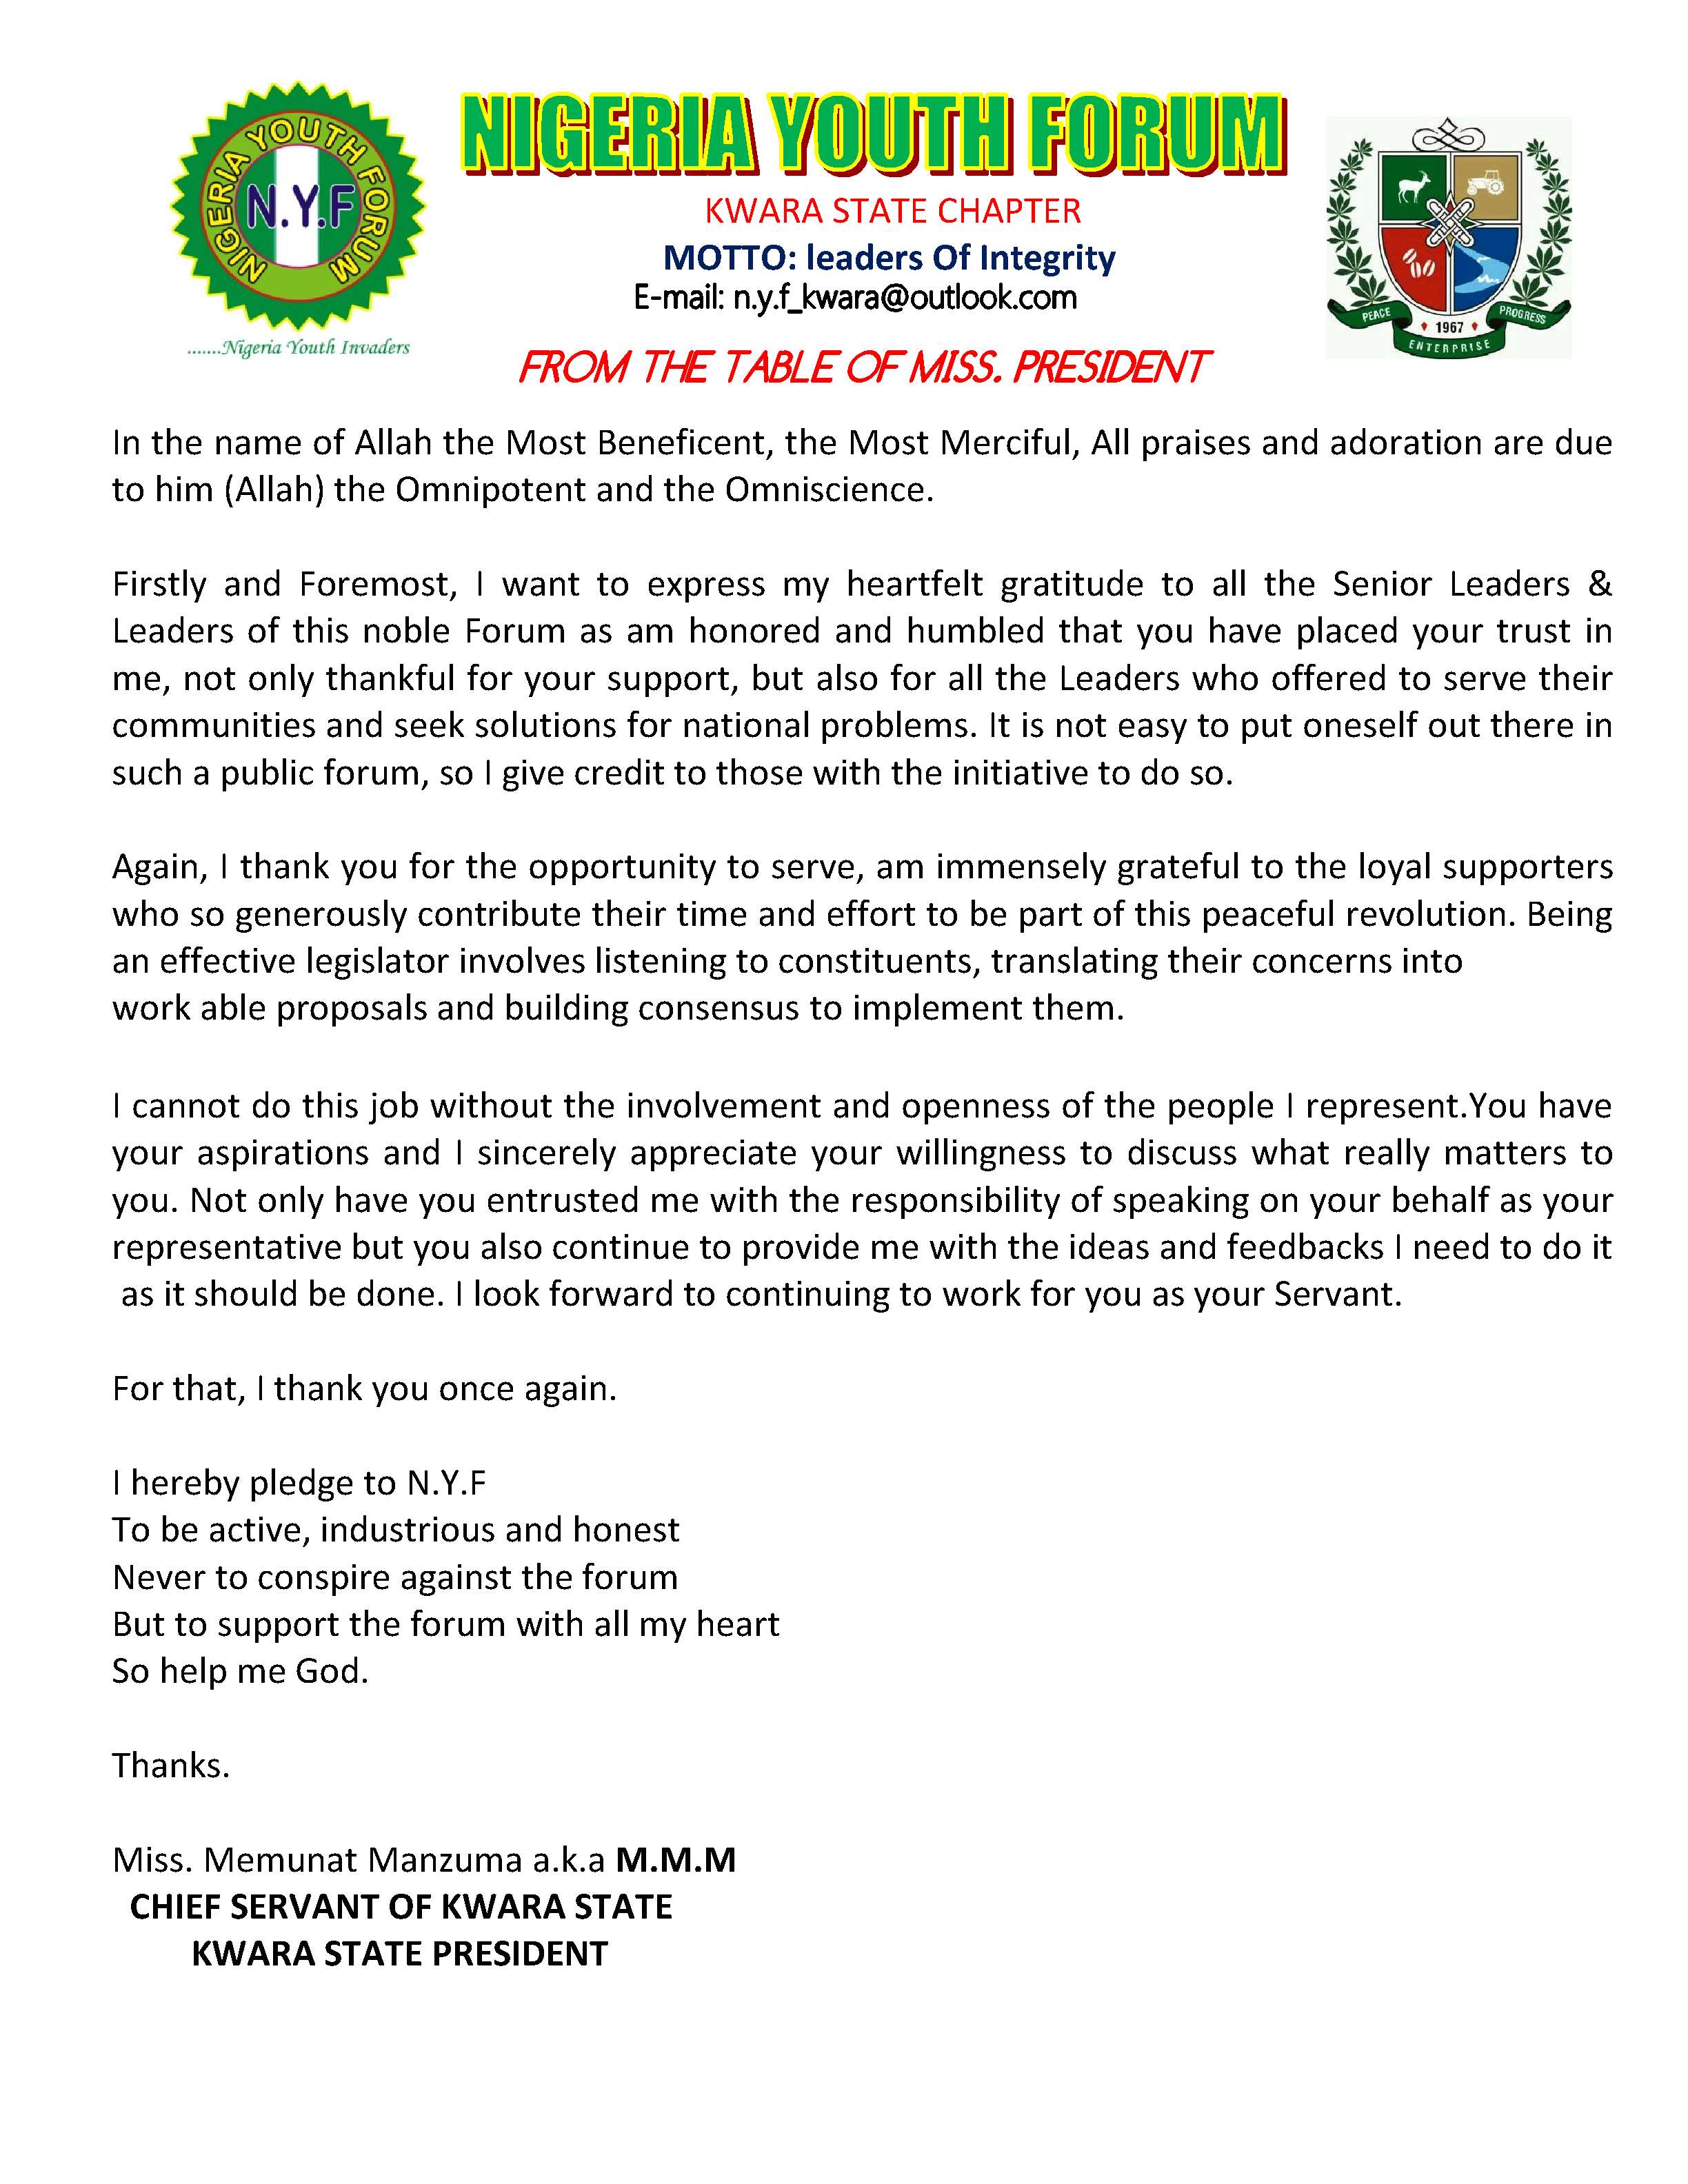 NIGERIA YOUTH FORUM
N.Y.F
.......Nigeria Youth Invaders
NIGERIA YOUTH FORUM
KWARA STATE CHAPTER
MOTTO: leaders Of Integrity
E-mail: n.y.f_kwara@outlook.com
PEACE
1967
PROGRESS
ENTERPRISE
FROM THE TABLE OF MISS. PRESIDENT
In the name of Allah the Most Beneficent, the Most Merciful, All praises and adoration are due
to him (Allah) the Omnipotent and the Omniscience.
Firstly and Foremost, I want to express my heartfelt gratitude to all the Senior Leaders &
Leaders of this noble Forum as am honored and humbled that you have placed your trust in
me, not only thankful for your support, but also for all the Leaders who offered to serve their
communities and seek solutions for national problems. It is not easy to put oneself out there in
such a public forum, so I give credit to those with the initiative to do so.
Again, I thank you for the opportunity to serve, am immensely grateful to the loyal supporters
who so generously contribute their time and effort to be part of this peaceful revolution. Being
an effective legislator involves listening to constituents, translating their concerns into
work able proposals and building consensus to implement them.
I cannot do this job without the involvement and openness of the people I represent.You have
your aspirations and I sincerely appreciate your willingness to discuss what really matters to
you. Not only have you entrusted me with the responsibility of speaking on your behalf as your
representative but you also continue to provide me with the ideas and feedbacks I need to do it
as it should be done. I look forward to continuing to work for you as your Servant.
For that, I thank you once again.
I hereby pledge to N.Y.F
To be active, industrious and honest
Never to conspire against the forum
But to support the forum with all my heart
So help me God.
Thanks.
Miss. Memunat Manzuma a.k.a M.M.M
CHIEF SERVANT OF KWARA STATE
KWARA STATE PRESIDENT